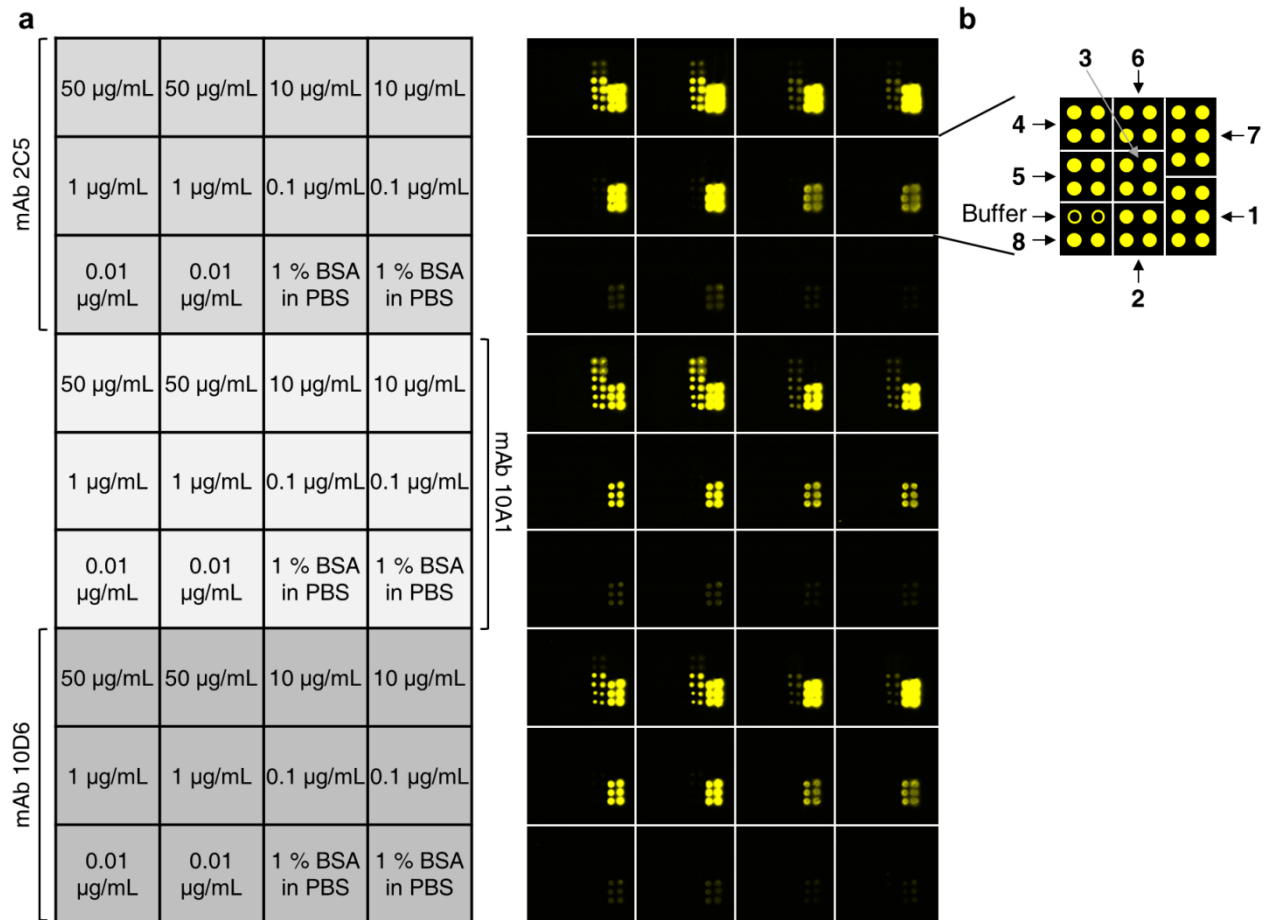 a
b
mAb 2C5
50 µg/mL 50 µg/mL 10 µg/mL 10 µg/mL
1 µg/mL 1 µg/mL 0.1 µg/mL 0.1 µg/mL
0.01 0.01 1 % BSA 1 % BSA
µg/mL µg/mL in PBS in PBS
mAb 10A1
50 µg/mL 50 µg/mL 10 µg/mL 10 µg/mL
1 µg/mL 1 µg/mL 0.1 µg/mL 0.1 µg/mL
0.01 0.01 1 % BSA 1 % BSA
µg/mL µg/mL in PBS in PBS
mAb 10D6
50 µg/mL 50 µg/mL 10 µg/mL 10 µg/mL
1 µg/mL 1 µg/mL 0.1 µg/mL 0.1 µg/mL
0.01 0.01 1 % BSA 1 % BSA
µg/mL µg/mL in PBS in PBS
3 6
4
7
5
Buffer
1
8
2